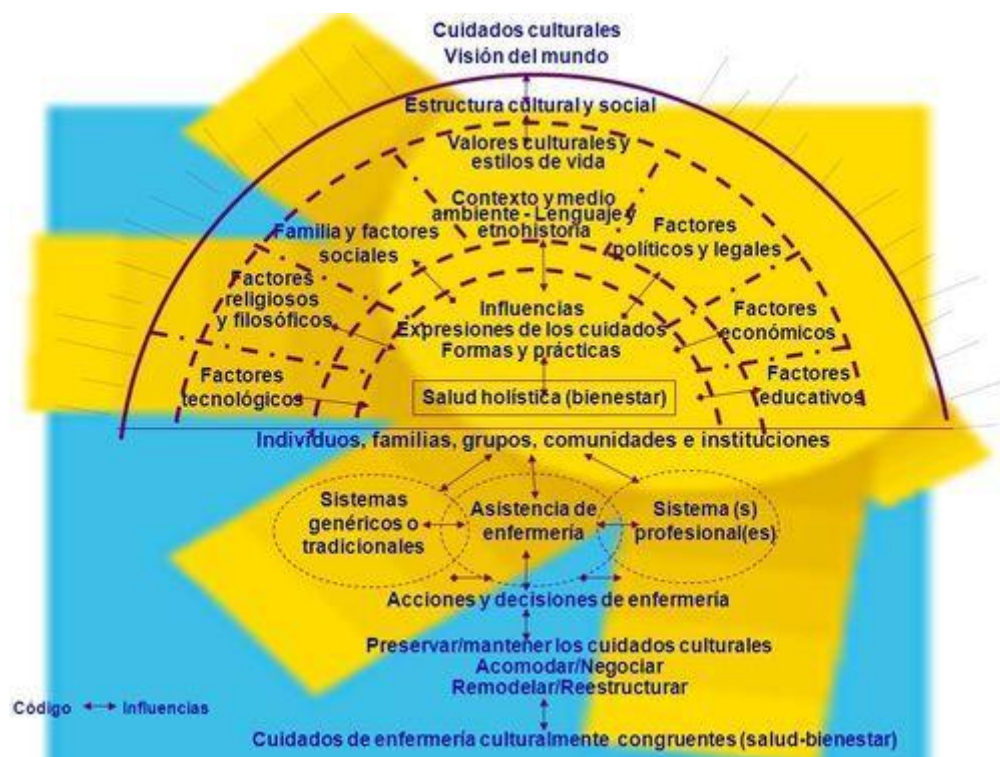 Cuidados culturales
Visión del mundo
Estructura cultural y social
Valores culturales y
estilos de vida
Contexto y medio
ambiente - Lenguaje y
etnohistoria
Familia y factores
sociales
Factores
políticos y legales
Factores
religiosos
y filosóficos
Influencias
Expresiones de los cuidados
Formas y prácticas
Factores
económicos
Factores
tecnológicos
Salud holística (bienestar)
Factores
educativos
Individuos, familias, grupos, comunidades e instituciones
Sistemas
genéricos o
tradicionales
Asistencia de
enfermería
Sistema (s)
profesional(es)
Acciones y decisiones de enfermería
Preservar/mantener los cuidados culturales
Acomodar/Negociar
Remodelar/Reestructurar
Código Influencias
Cuidados de enfermería culturalmente congruentes (salud-bienestar)